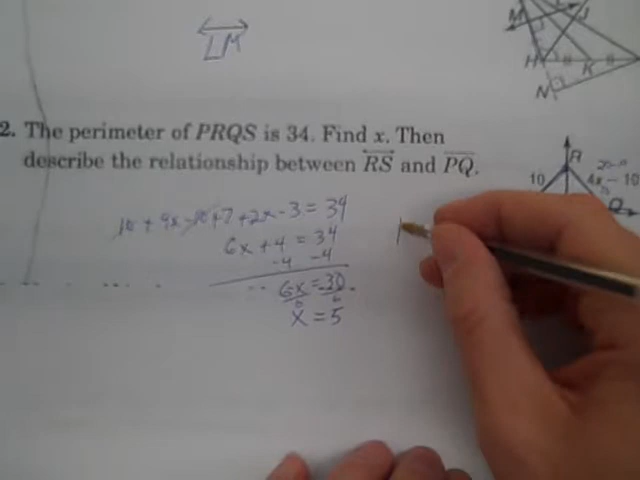 LM
M
J
H
K
N
2. The perimeter of PRQS is 34. Find x. Then
describe the relationship between RS and PQ.
R
10
4x - 10
Q
10 + 4x - 10 + 7 + 2x - 3 = 34
6x + 4 = 34
-4 -4
6x = 30
6 6
x = 5